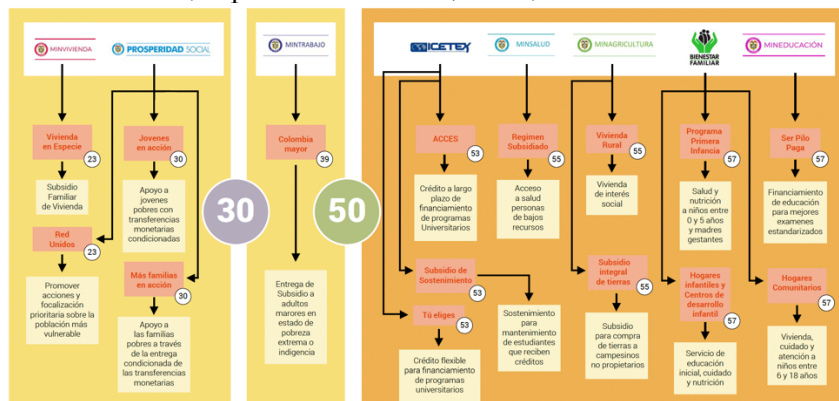 MINVIVIENDA
PROSPERIDAD SOCIAL
MINTRABAJO
ICETEX
MINSALUD
MINAGRICULTURA
BIENESTAR
FAMILIAR
MINEDUCACIÓN
Vivienda
en Especie
23
Subsidio
Familiar
de Vivienda
Red
Unidos
23
Promover
acciones y
focalización
prioritaria sobre la
población más
vulnerable
Jovenes
en acción
30
Apoyo a
jovenes
pobres con
transferencias
monetarias
condicionadas
Más familias
en acción
30
Apoyo a
las familias
pobres a través
de la entrega
condicionada de
las transferencias
monetarias
30
Colombia
mayor
39
Entrega de
Subsidio a
adultos
marores en
estado de
pobreza
extrema o
indigencia
50
ACCES
53
Crédito a largo
plazo de
financiamiento
de programas
Universitarios
Subsidio de
Sostenimiento
53
Tú eliges
53
Crédito flexible
para financiamiento
de programas
universitarios
Regimen
Subsidiado
55
Acceso
a salud
personas de
bajos
recursos
Sostenimiento
para
mantenimiento
de estudiantes
que reciben
créditos
Vivienda
Rural
55
Vivienda
de interés
social
Subsidio
integral
de tierras
55
Subsidio
para compra
de tierras a
campesinos
no propietarios
Programa
Primera
Infancia
57
Salud y
nutrición
a niños entre
0 y 5 años
y madres
gestantes
Hogares
infantiles y
Centros de
desarrollo
infantil
57
Servicio de
educación
inicial, cuidado
y nutrición
Ser Pilo
Paga
57
Financiamiento
de educación
para mejores
examenes
estandarizados
Hogares
Comunitarios
57
Vivienda,
cuidado y
atención a
niños entre
6 y 18 años